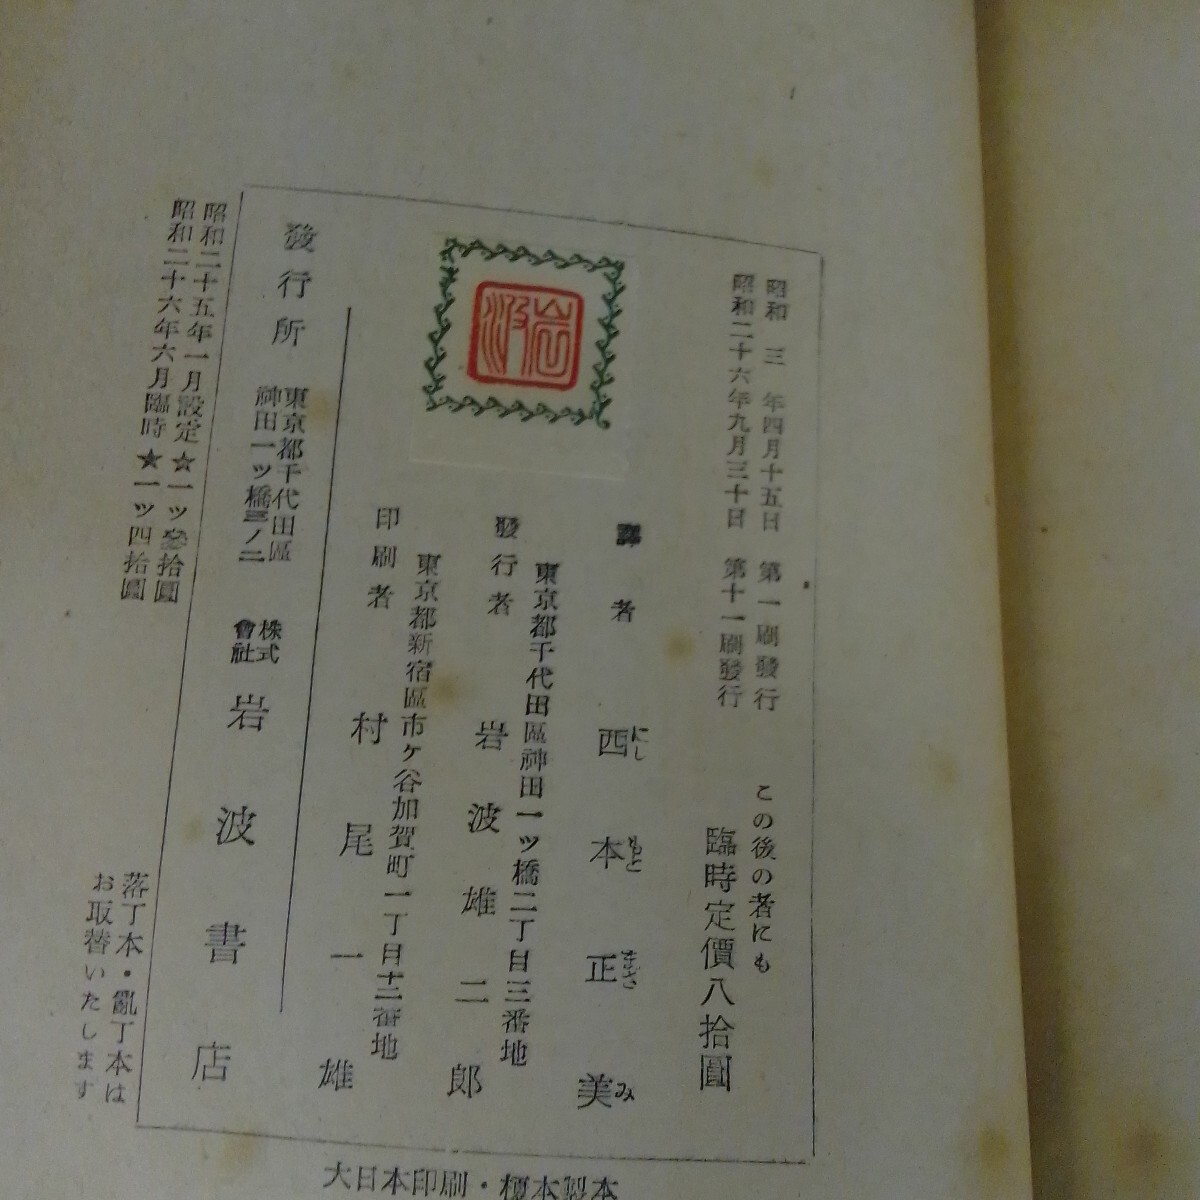 昭和三年四月十五日 第一刷發行
昭和二十六年九月三十日 第十一刷發行
この後の者にも
臨時定價八拾圓
譯者 西本正美
にしもとまさみ
東京都千代田區神田一ツ橋二丁目三番地
發行者 岩波雄二郎
東京都新宿區市ケ谷加賀町一丁目十二番地
印刷者 村尾一雄
岩波
發行所
東京都千代田區
神田一ツ橋二ノ三
株式
會社
岩波書店
昭和二十五年一月設定★一ツ參拾圓
昭和二十六年六月臨時★一ツ四拾圓
落丁本・亂丁本は
お取替いたします
大日本印刷・榎本製本